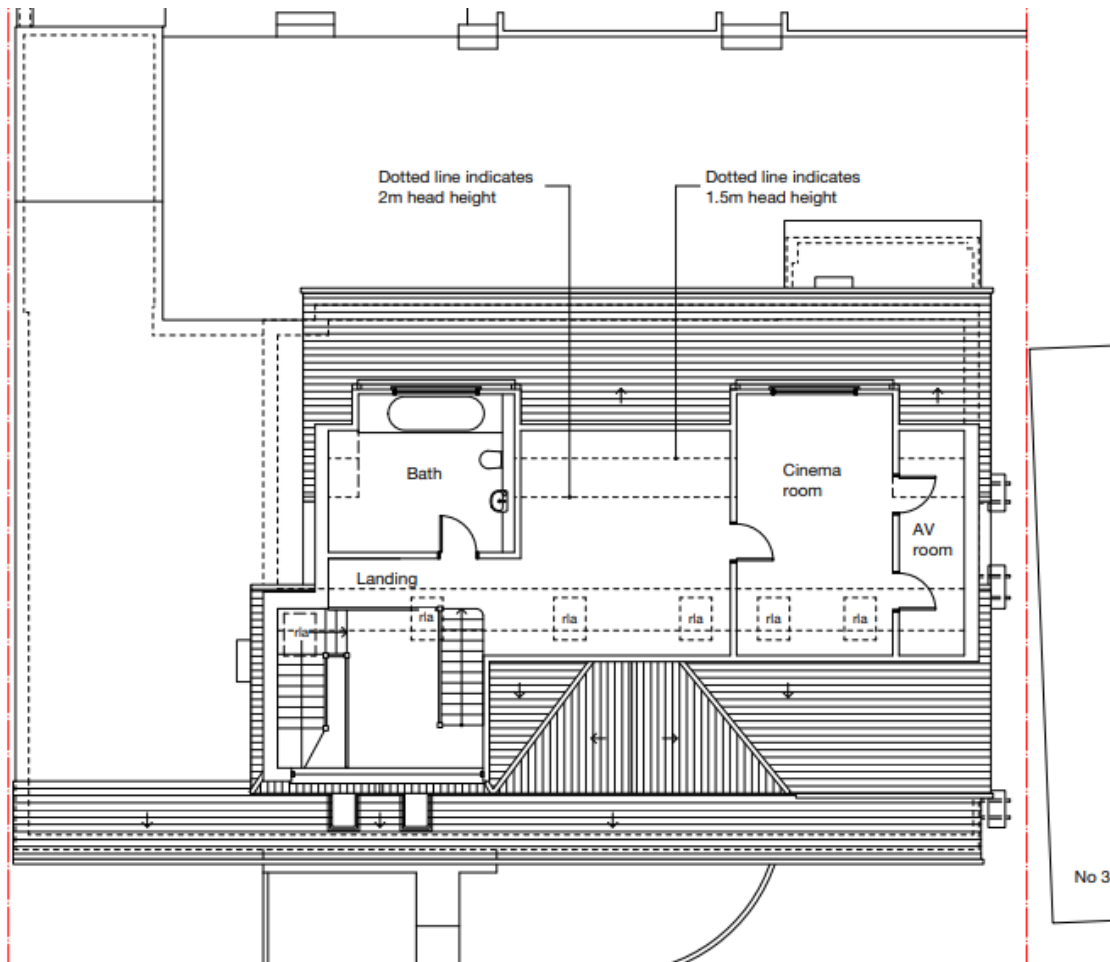 Dotted line indicates
2m head height
Dotted line indicates
1.5m head height
Bath
Cinema
room
AV
room
Landing
rla
rla
rla
rla
rla
rla
No 3